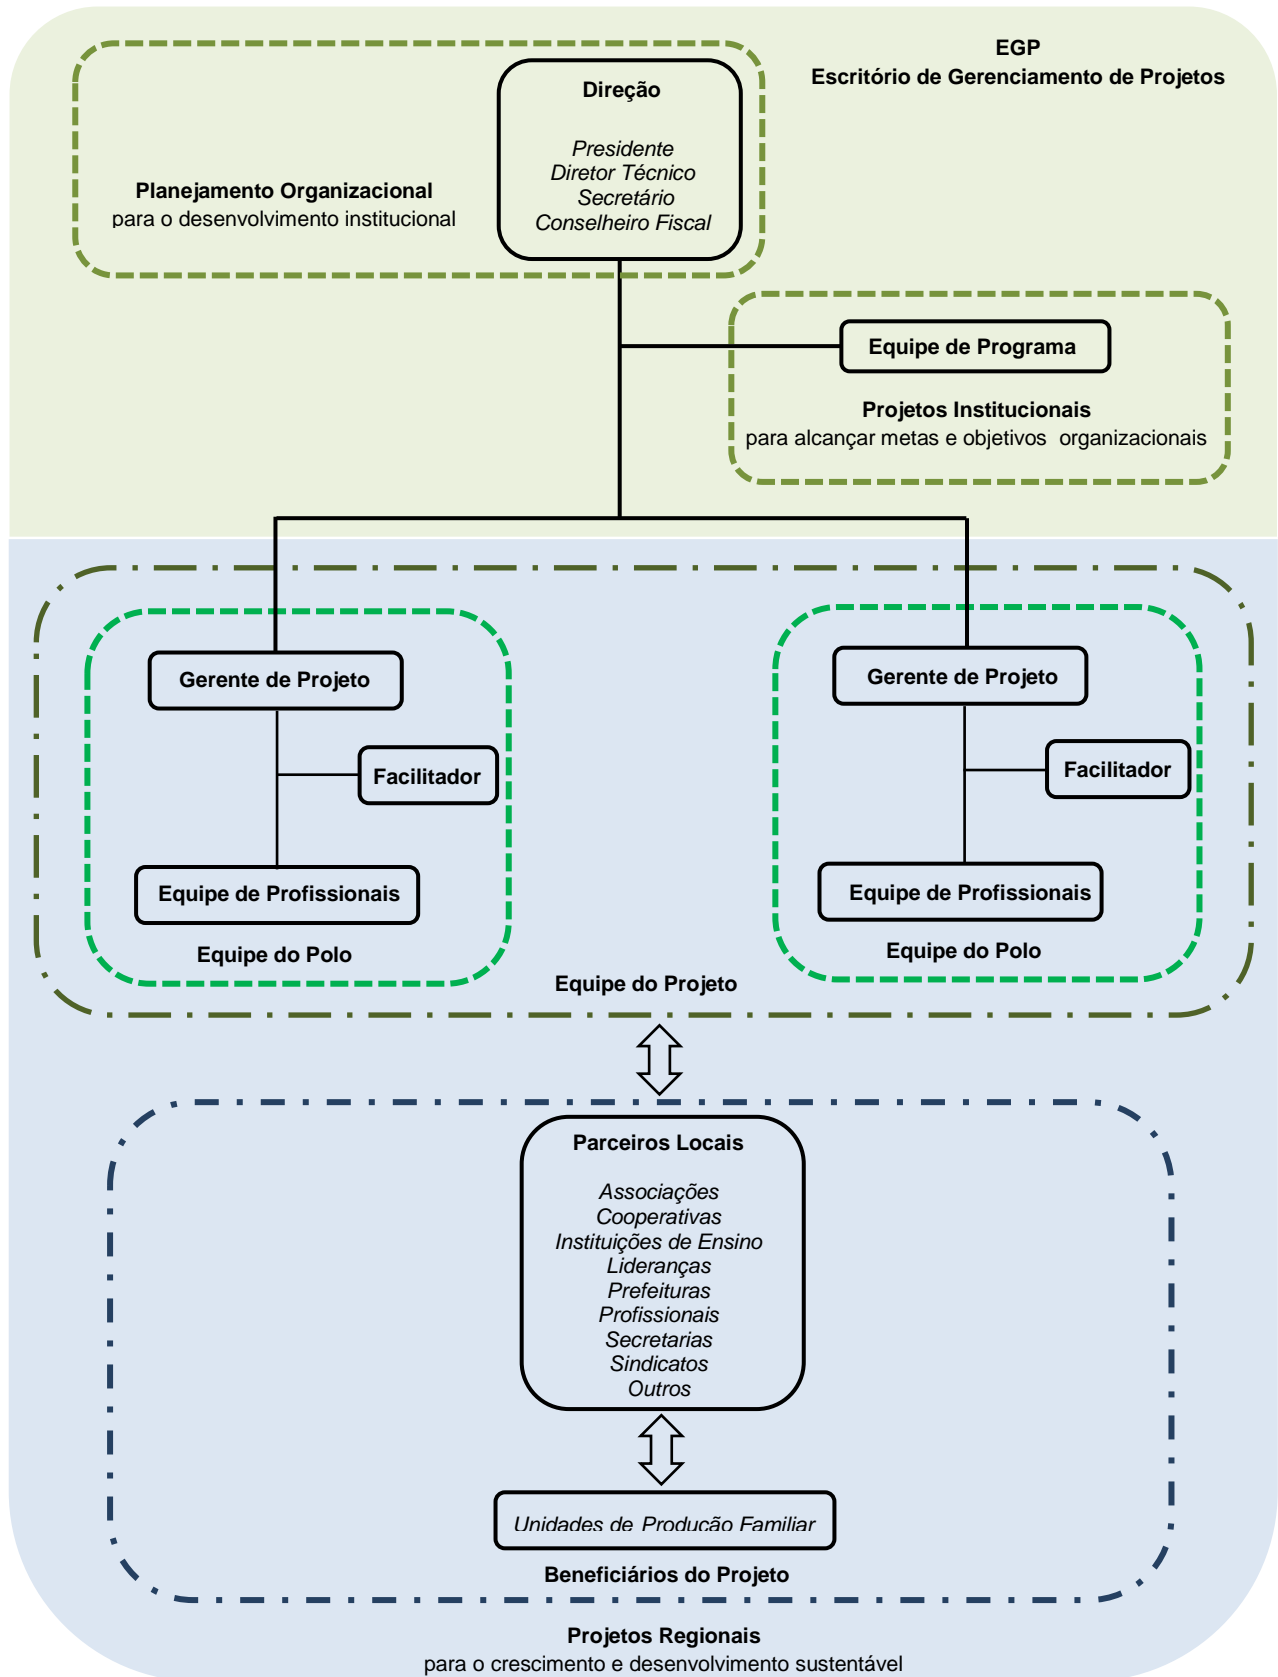 EGP
Escritório de Gerenciamento de Projetos
Direção
Presidente
Diretor Técnico
Secretário
Conselheiro Fiscal
Planejamento Organizacional
para o desenvolvimento institucional
Equipe de Programa
Projetos Institucionais
para alcançar metas e objetivos organizacionais
Gerente de Projeto
Facilitador
Equipe de Profissionais
Equipe do Polo
Gerente de Projeto
Facilitador
Equipe de Profissionais
Equipe do Polo
Equipe do Projeto
Parceiros Locais
Associações
Cooperativas
Instituições de Ensino
Lideranças
Prefeituras
Profissionais
Secretarias
Sindicatos
Outros
Unidades de Produção Familiar
Beneficiários do Projeto
Projetos Regionais
para o crescimento e desenvolvimento sustentável